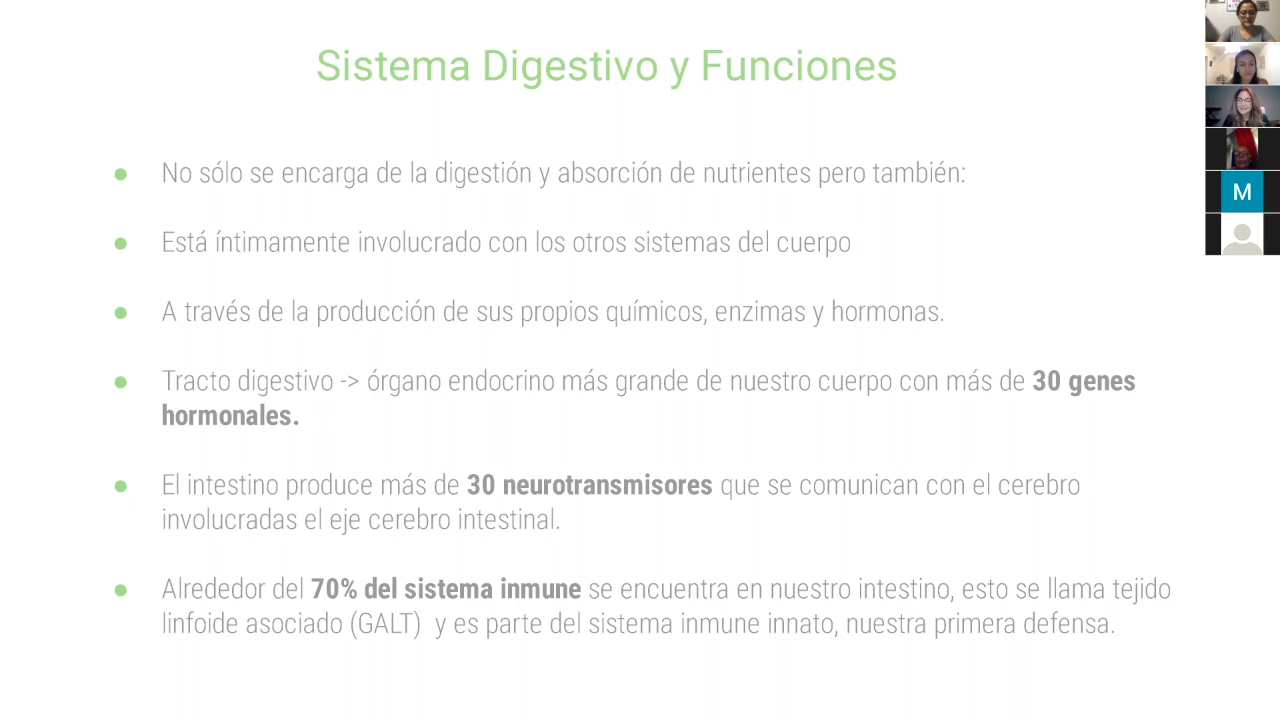 Sistema Digestivo y Funciones
No sólo se encarga de la digestión y absorción de nutrientes pero también:
Está íntimamente involucrado con los otros sistemas del cuerpo
A través de la producción de sus propios químicos, enzimas y hormonas.
Tracto digestivo -> órgano endocrino más grande de nuestro cuerpo con más de 30 genes
hormonales.
El intestino produce más de 30 neurotransmisores que se comunican con el cerebro
involucradas el eje cerebro intestinal.
Alrededor del 70% del sistema inmune se encuentra en nuestro intestino, esto se llama tejido
linfoide asociado (GALT) y es parte del sistema inmune innato, nuestra primera defensa.
M